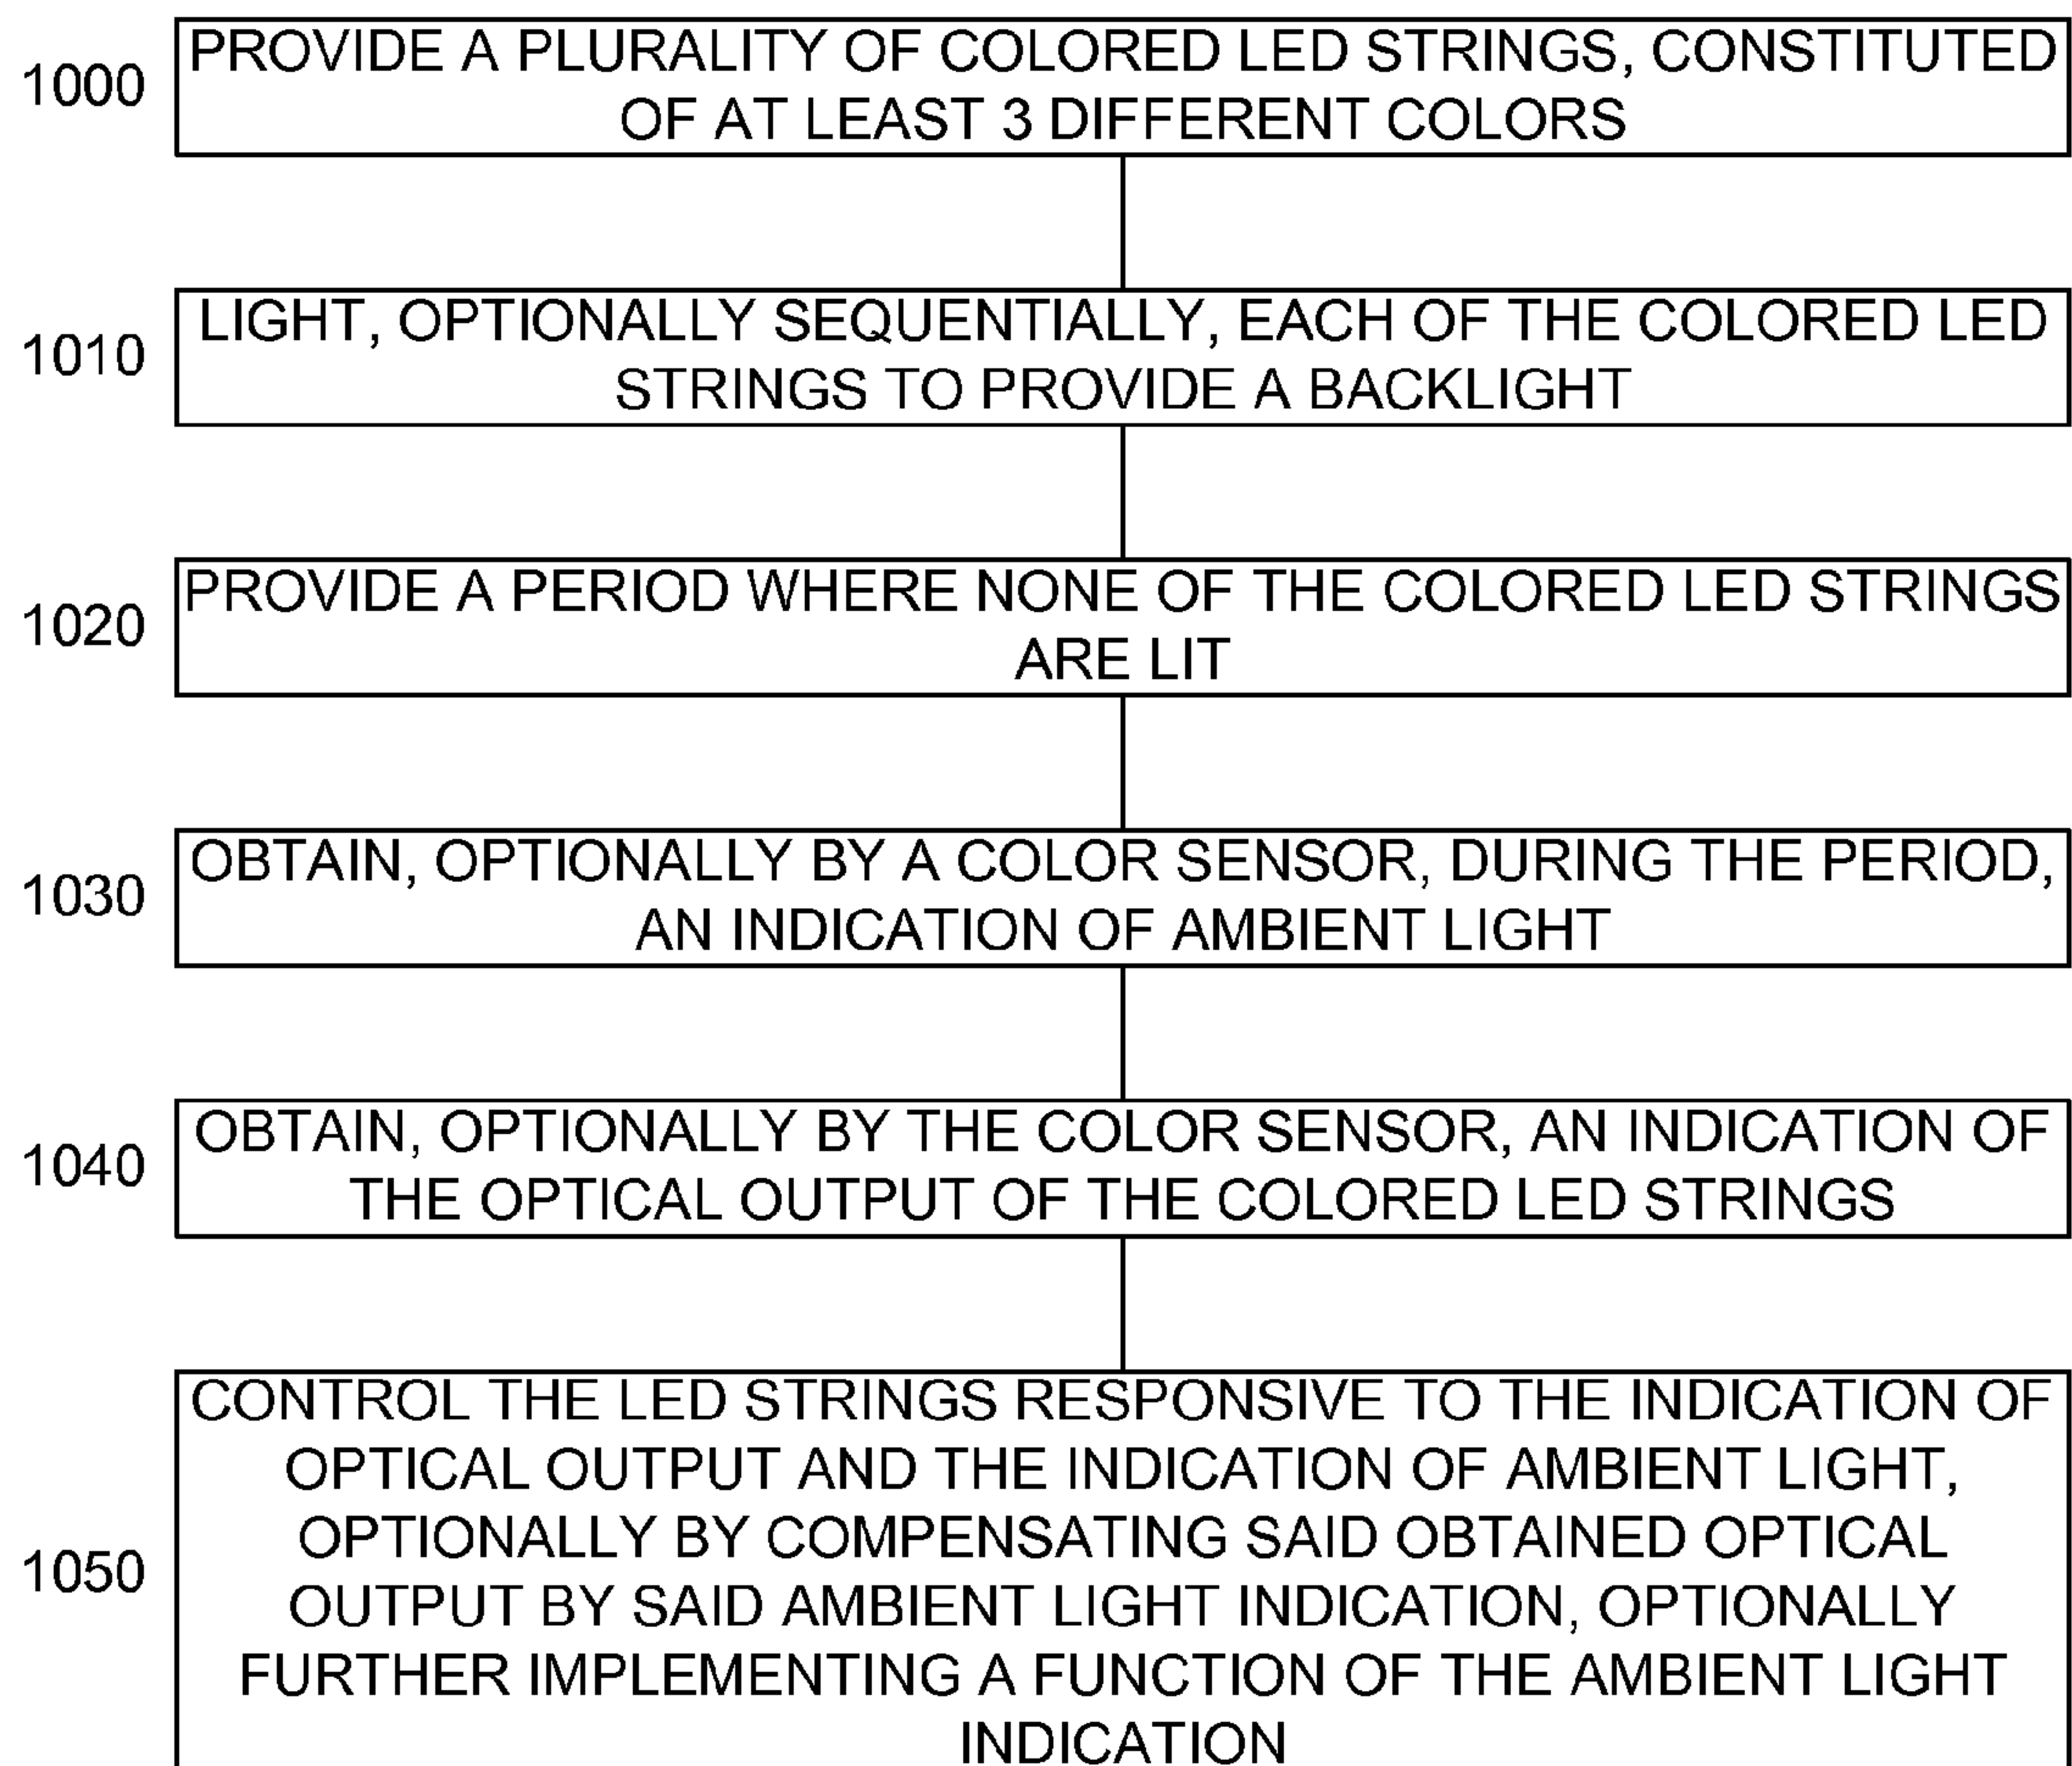 1000
PROVIDE A PLURALITY OF COLORED LED STRINGS, CONSTITUTED
OF AT LEAST 3 DIFFERENT COLORS
1010
LIGHT, OPTIONALLY SEQUENTIALLY, EACH OF THE COLORED LED
STRINGS TO PROVIDE A BACKLIGHT
1020
PROVIDE A PERIOD WHERE NONE OF THE COLORED LED STRINGS
ARE LIT
1030
OBTAIN, OPTIONALLY BY A COLOR SENSOR, DURING THE PERIOD,
AN INDICATION OF AMBIENT LIGHT
1040
OBTAIN, OPTIONALLY BY THE COLOR SENSOR, AN INDICATION OF
THE OPTICAL OUTPUT OF THE COLORED LED STRINGS
1050
CONTROL THE LED STRINGS RESPONSIVE TO THE INDICATION OF
OPTICAL OUTPUT AND THE INDICATION OF AMBIENT LIGHT,
OPTIONALLY BY COMPENSATING SAID OBTAINED OPTICAL
OUTPUT BY SAID AMBIENT LIGHT INDICATION, OPTIONALLY
FURTHER IMPLEMENTING A FUNCTION OF THE AMBIENT LIGHT
INDICATION